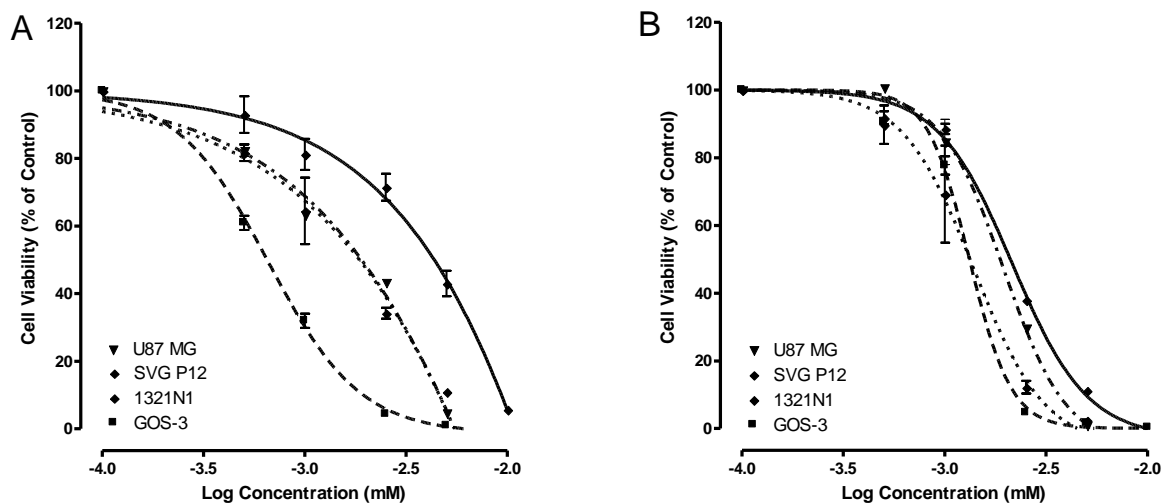 A
Cell Viability (% of Control)
120
100
80
60
40
20
0
U87 MG
SVG P12
1321N1
GOS-3
-4.0 -3.5 -3.0 -2.5 -2.0
Log Concentration (mM)
B
Cell Viability (% of Control)
120
100
80
60
40
20
0
U87 MG
SVG P12
1321N1
GOS-3
-4.0 -3.5 -3.0 -2.5 -2.0
Log Concentration (mM)